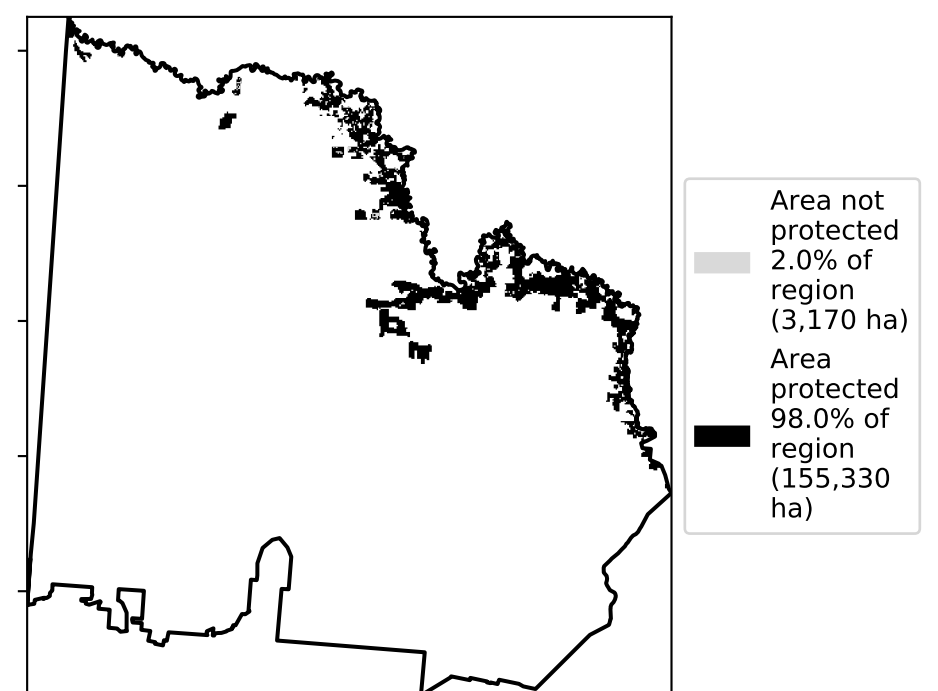 Area not
protected
2.0% of
region
(3,170 ha)
Area
protected
98.0% of
region
(155,330
ha)